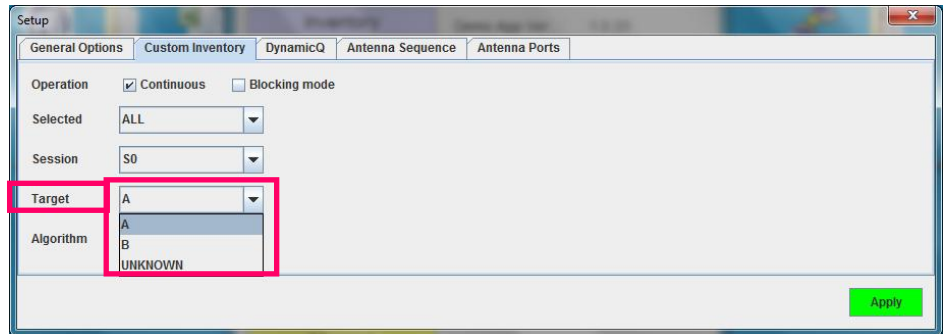 Setup
General Options Custom Inventory DynamicQ Antenna Sequence Antenna Ports
Operation Continuous Blocking mode
Selected ALL
Session S0
Target A
A
Algorithm B
UNKNOWN
Apply